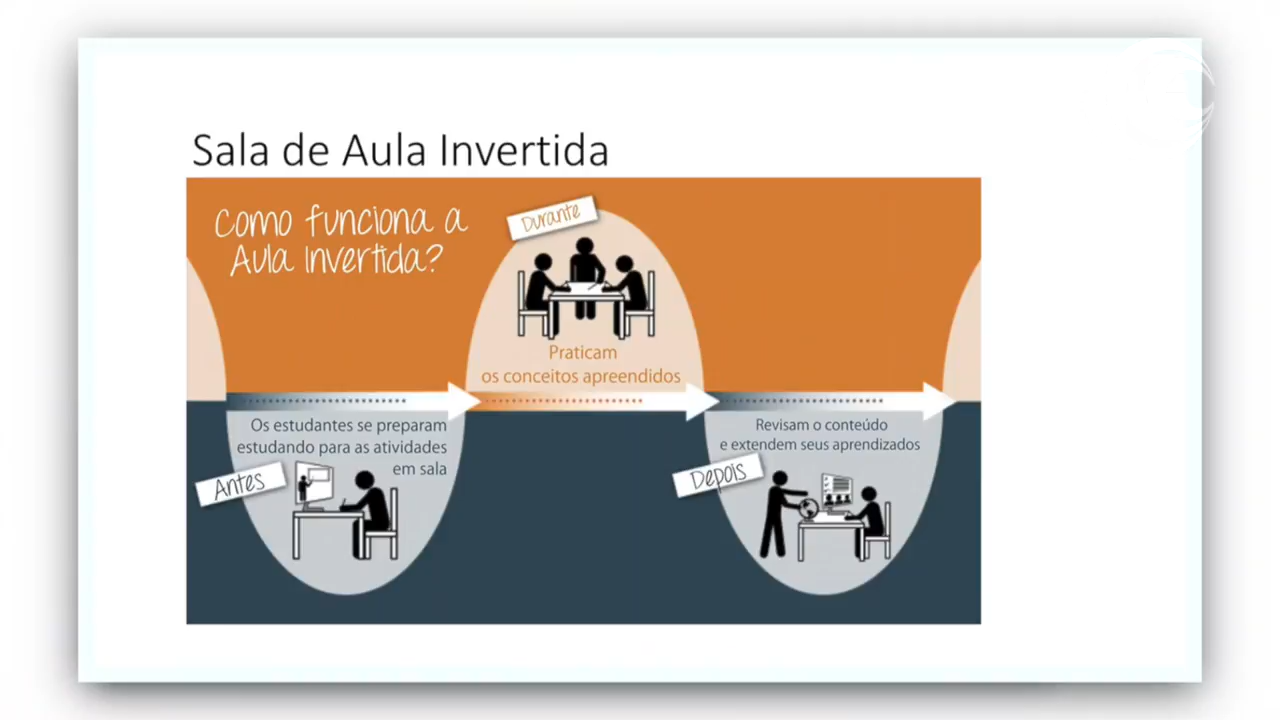 Sala de Aula Invertida
Como funciona a
Aula Invertida?
Durante
Praticam
os conceitos apreendidos
Os estudantes se preparam
estudando para as atividades
em sala
Antes
Revisam o conteúdo
e extendem seus aprendizados
Depois